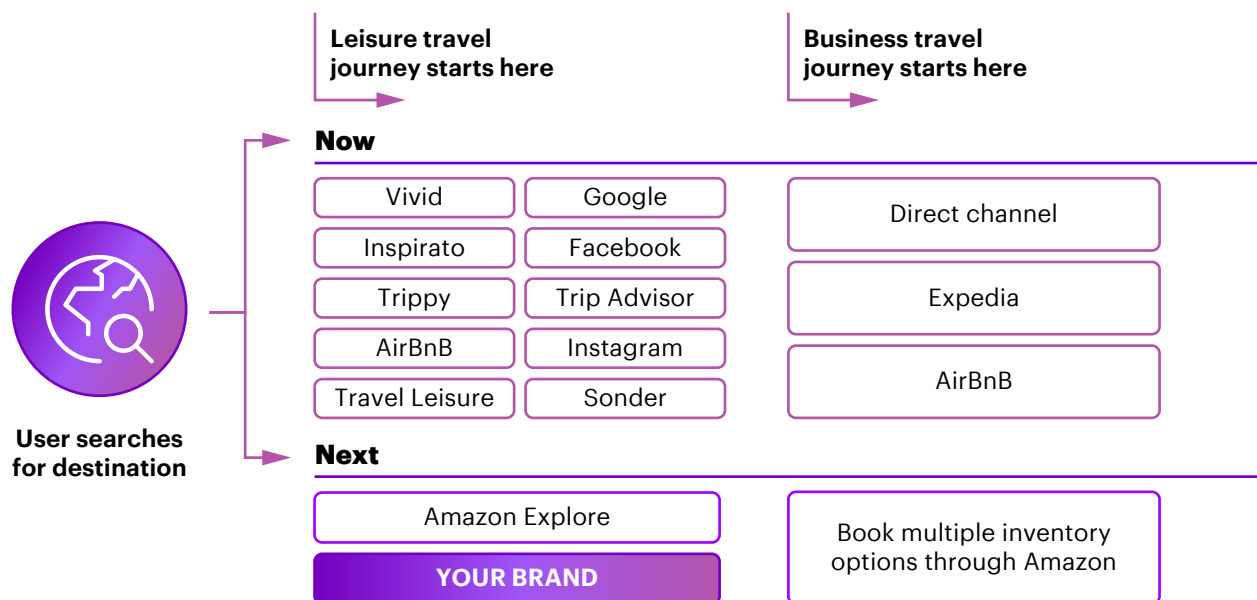 Leisure travel
journey starts here
Business travel
journey starts here
Now
Vivid
Google
Inspirato
Facebook
Trippy
Trip Advisor
AirBnB
Instagram
Travel Leisure
Sonder
Direct channel
Expedia
AirBnB
User searches
for destination
Next
Amazon Explore
YOUR BRAND
Book multiple inventory
options through Amazon